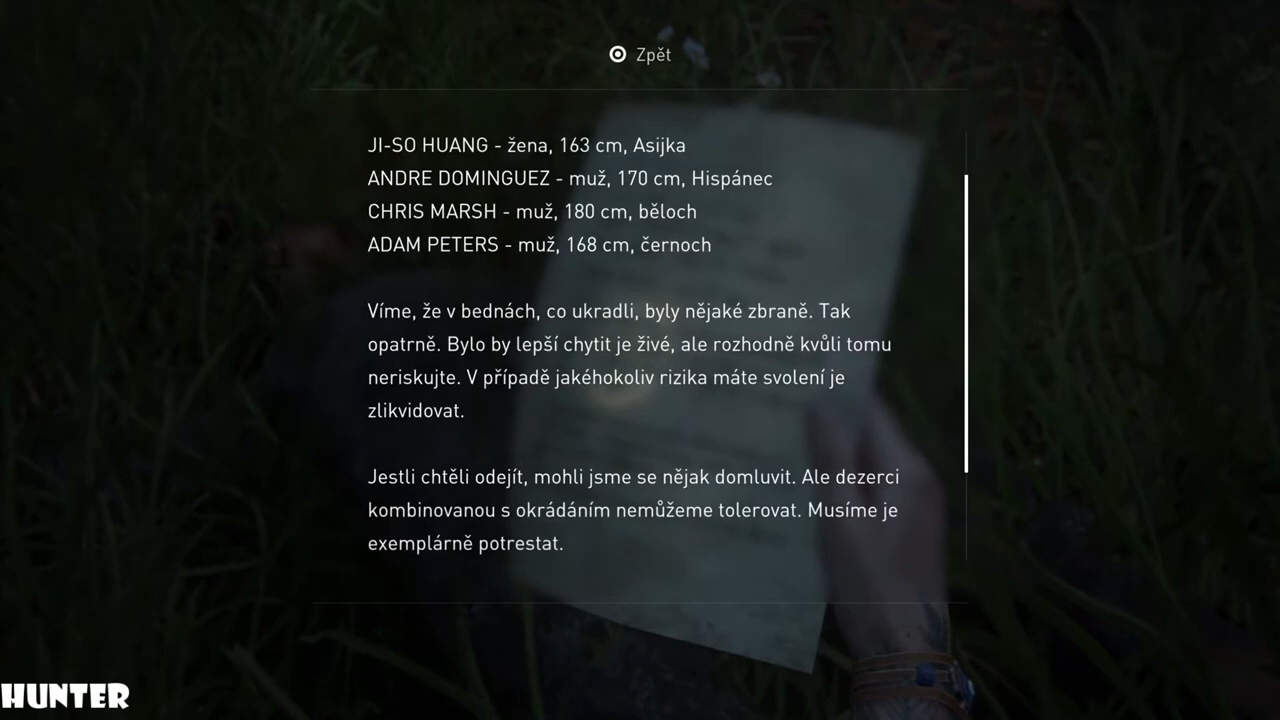 Zpět
JI-SO HUANG - žena, 163 cm, Asijka
ANDRE DOMINGUEZ - muž, 170 cm, Hispánec
CHRIS MARSH - muž, 180 cm, běloch
ADAM PETERS - muž, 168 cm, černoch
Víme, že v bednách, co ukradli, byly nějaké zbraně. Tak
opatrně. Bylo by lepší chytit je živé, ale rozhodně kvůli tomu
neriskujte. V případě jakéhokoliv rizika máte svolení je
zlikvidovat.
Jestli chtěli odejít, mohli jsme se nějak domluvit. Ale dezerci
kombinovanou s okrádáním nemůžeme tolerovat. Musíme je
exemplárně potrestat.
HUNTER